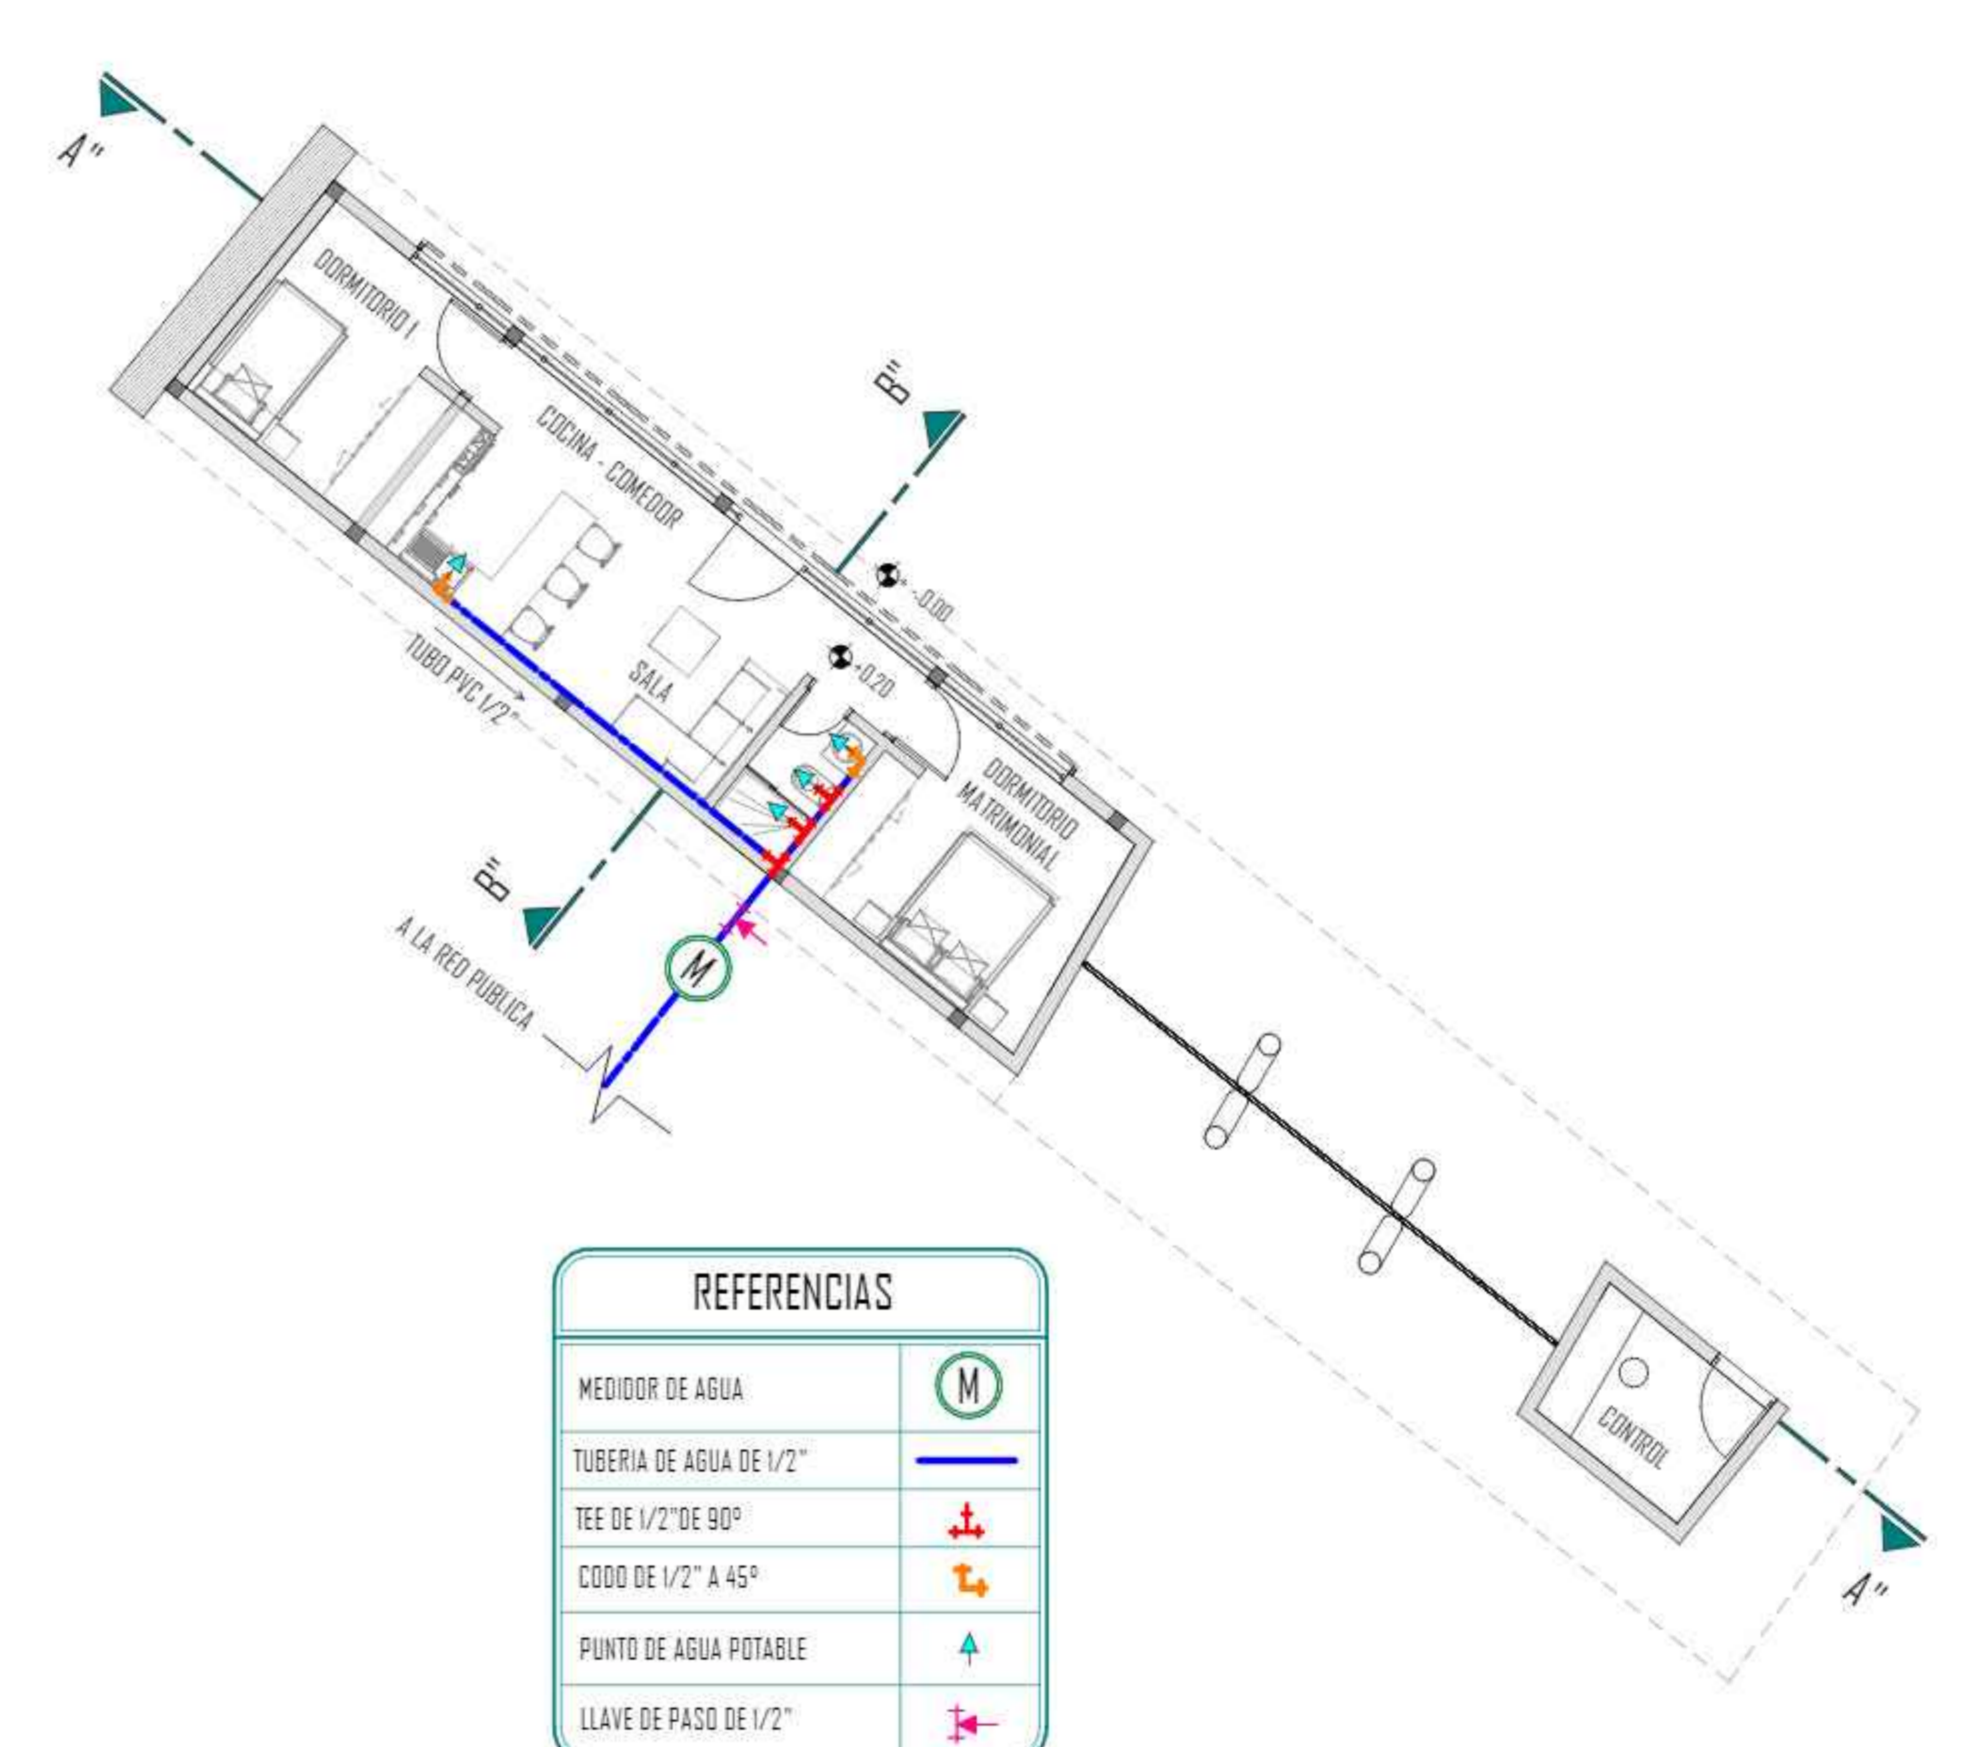 A"
DORMITORIO 1
COCINA - COMEDOR
B"
+-0.00
+0.20
TUBO PVC 1/2"
SALA
DORMITORIO
MATRIMONIAL
B"
A LA RED PÚBLICA
M
CONTROL
A"
REFERENCIAS
MEDIDOR DE AGUA
M
TUBERIA DE AGUA DE 1/2"
TEE DE 1/2"DE 90°
CODO DE 1/2" A 45°
PUNTO DE AGUA POTABLE
LLAVE DE PASO DE 1/2"